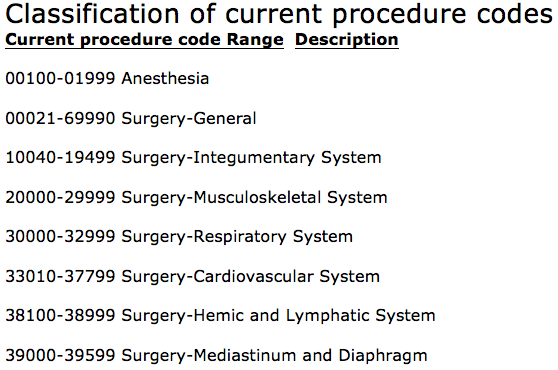 Classification of current procedure codes
Current procedure code Range Description
00100-01999 Anesthesia
00021-69990 Surgery-General
10040-19499 Surgery-Integumentary System
20000-29999 Surgery-Musculoskeletal System
30000-32999 Surgery-Respiratory System
33010-37799 Surgery-Cardiovascular System
38100-38999 Surgery-Hemic and Lymphatic System
39000-39599 Surgery-Mediastinum and Diaphragm